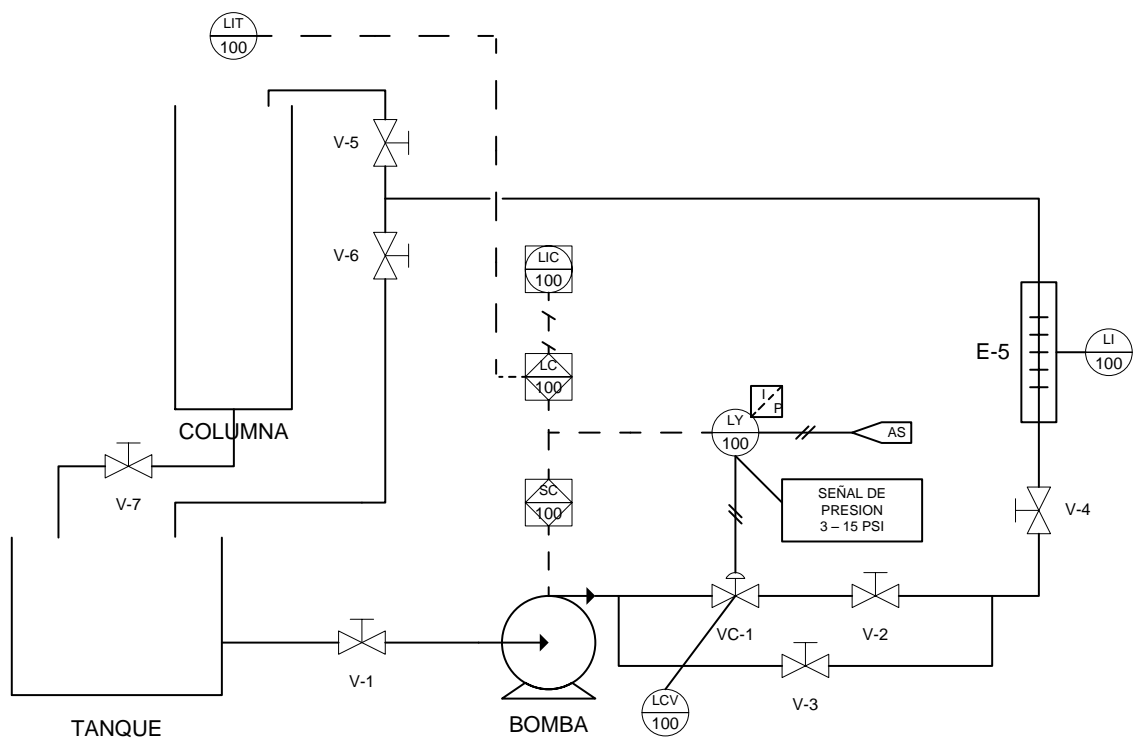 LIT
100
V-5
V-6
LIC
100
E-5
LI
100
LC
100
I
P
LY
100
AS
COLUMNA
V-7
SC
100
SEÑAL DE
PRESION
3 – 15 PSI
V-4
VC-1
V-2
V-1
V-3
LCV
100
TANQUE
BOMBA